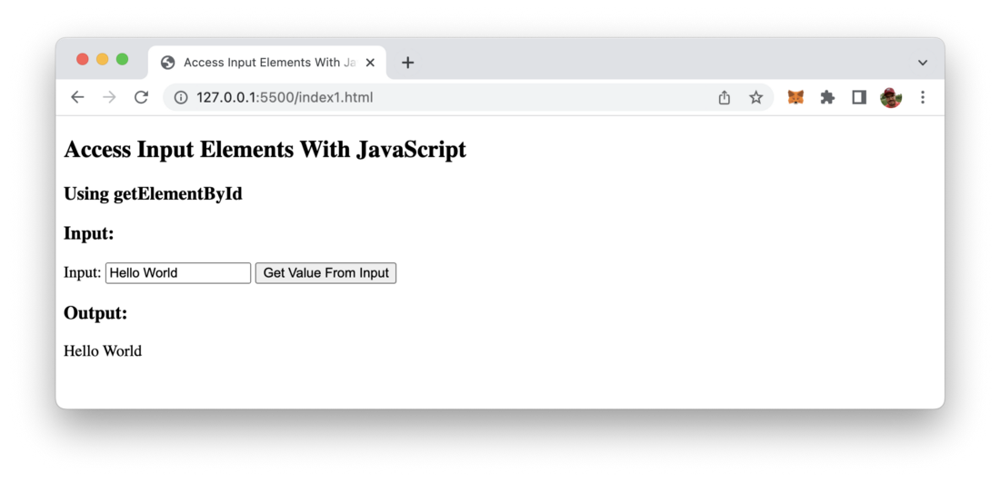 Access Input Elements With Ja
127.0.0.1:5500/index1.html
Access Input Elements With JavaScript
Using getElementById
Input:
Input: Hello World Get Value From Input
Output:
Hello World